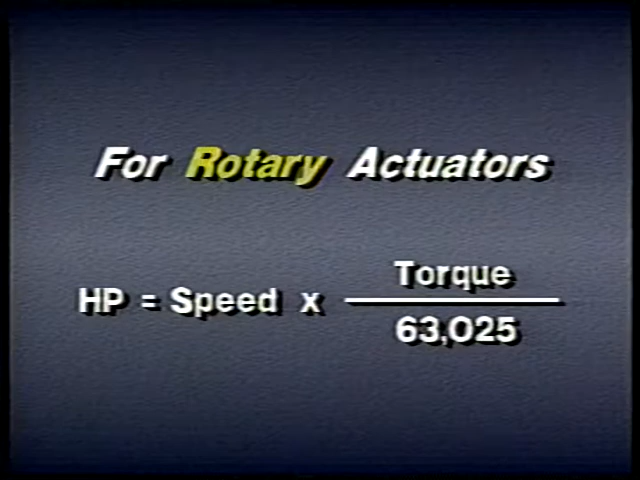 For Rotary Actuators
HP = Speed x Torque
63,025